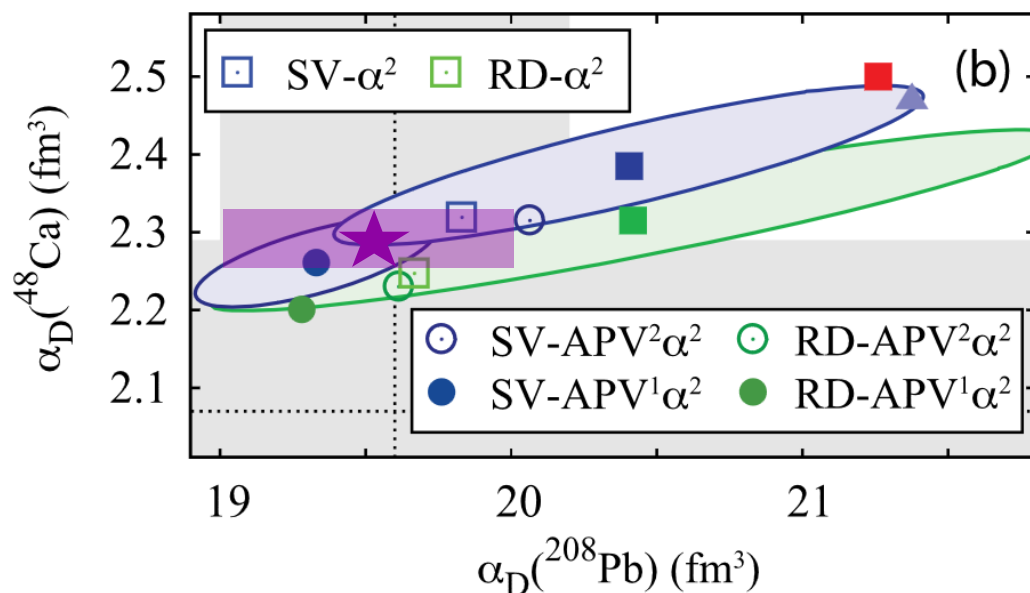 SV-α² RD-α²
(b)
2.5
2.4
2.3
2.2
2.1
α_D(⁴⁸Ca) (fm³)
SV-APV²α² RD-APV²α²
SV-APV¹α² RD-APV¹α²
19 20 21
α_D(²⁰⁸Pb) (fm³)